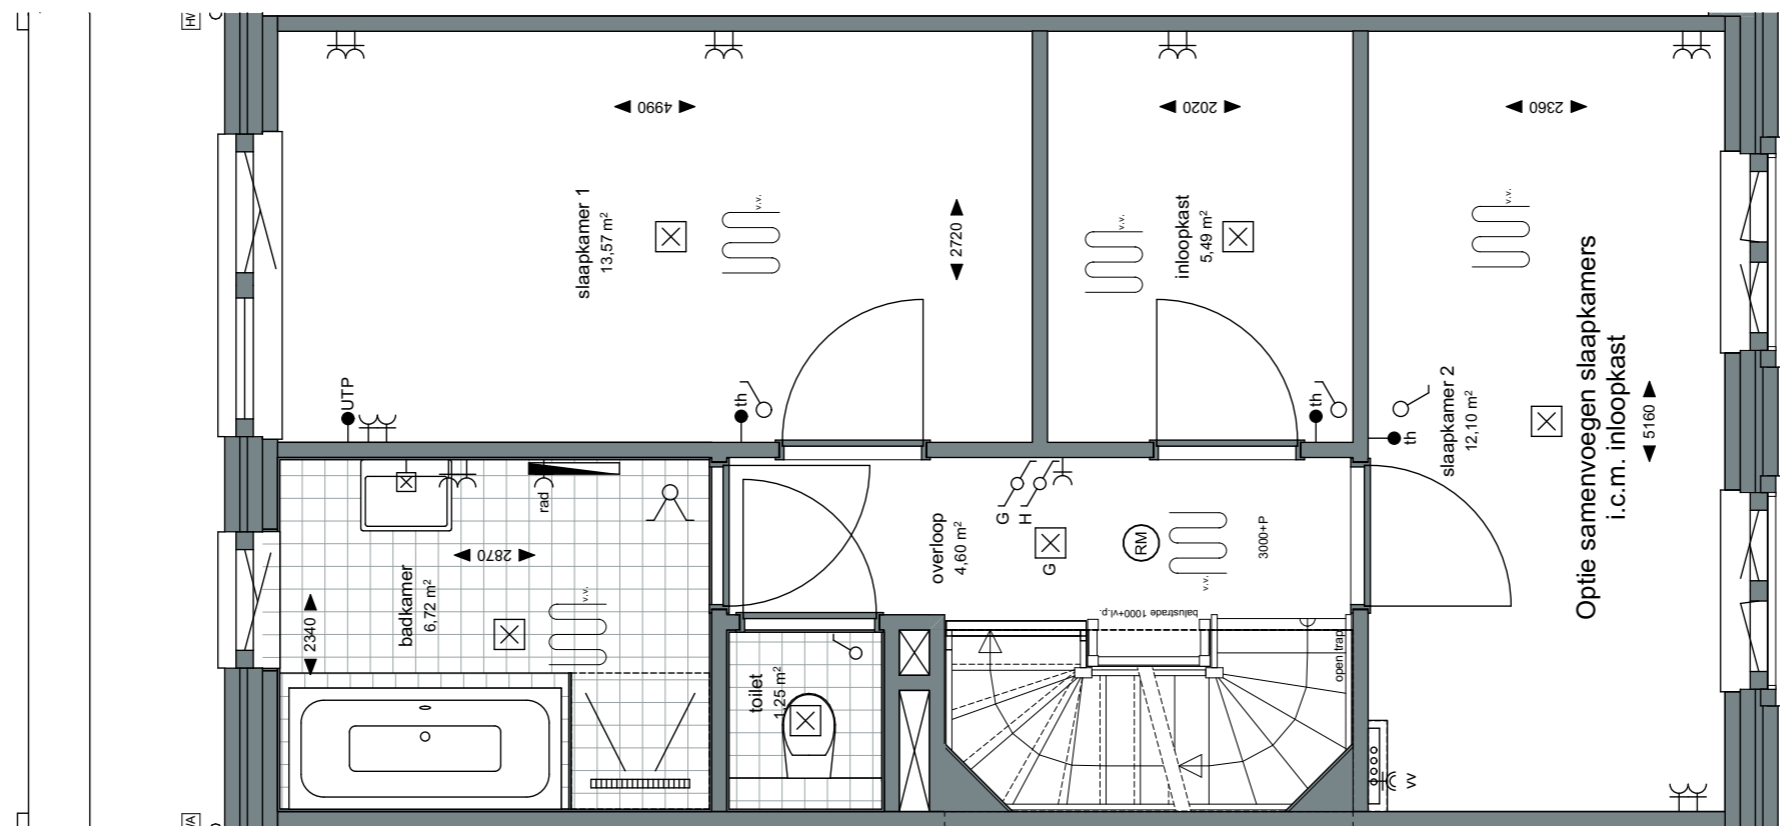 HV
4990
2020
2360
slaapkamer 1
13,57 m²
v.v.
2720
inloopkast
5,49 m²
v.v.
v.v.
Optie samenvoegen slaapkamers
i.c.m. inloopkast
UTP
th
th
th
slaapkamer 2
12,10 m²
5160
rad
2870
badkamer
6,72 m²
2340
v.v.
overloop
4,60 m²
G
H
G
RM
v.v.
3000+P
balustrade 1000+vl.p.
open trap
toilet
1,25 m²
vv